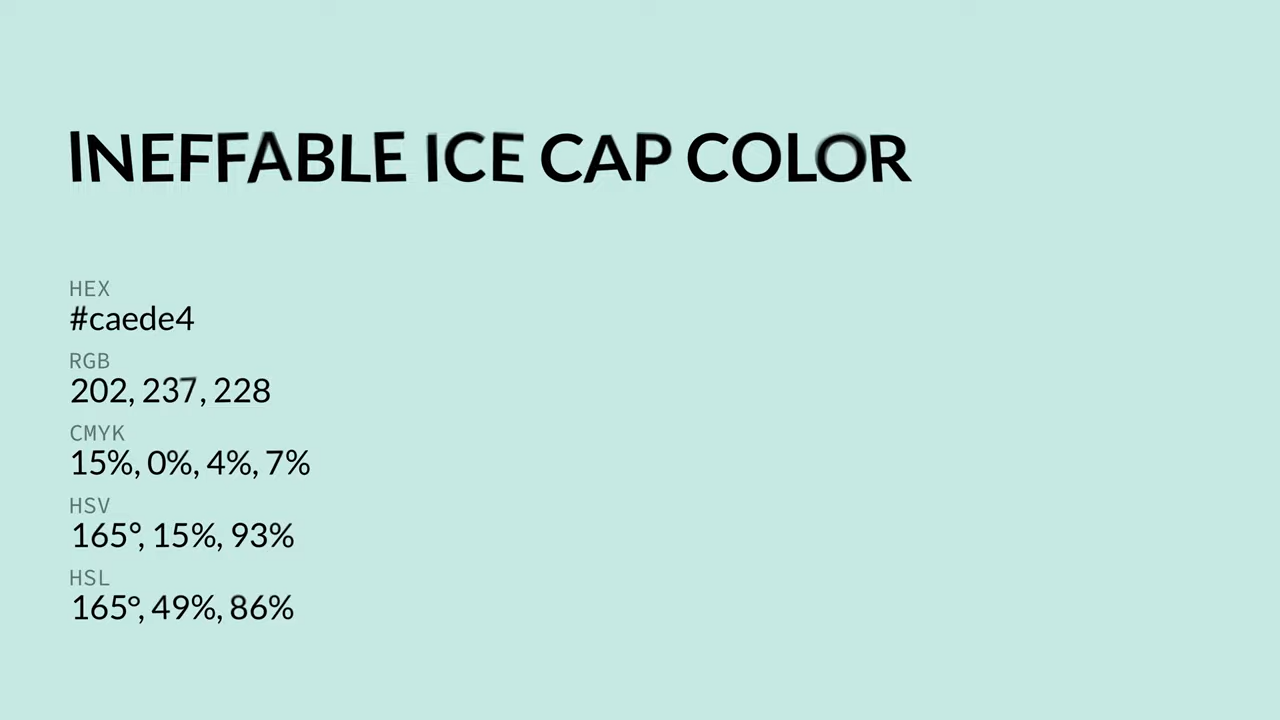 INEFFABLE ICE CAP COLOR
HEX
#caede4
RGB
202, 237, 228
CMYK
15%, 0%, 4%, 7%
HSV
165°, 15%, 93%
HSL
165°, 49%, 86%